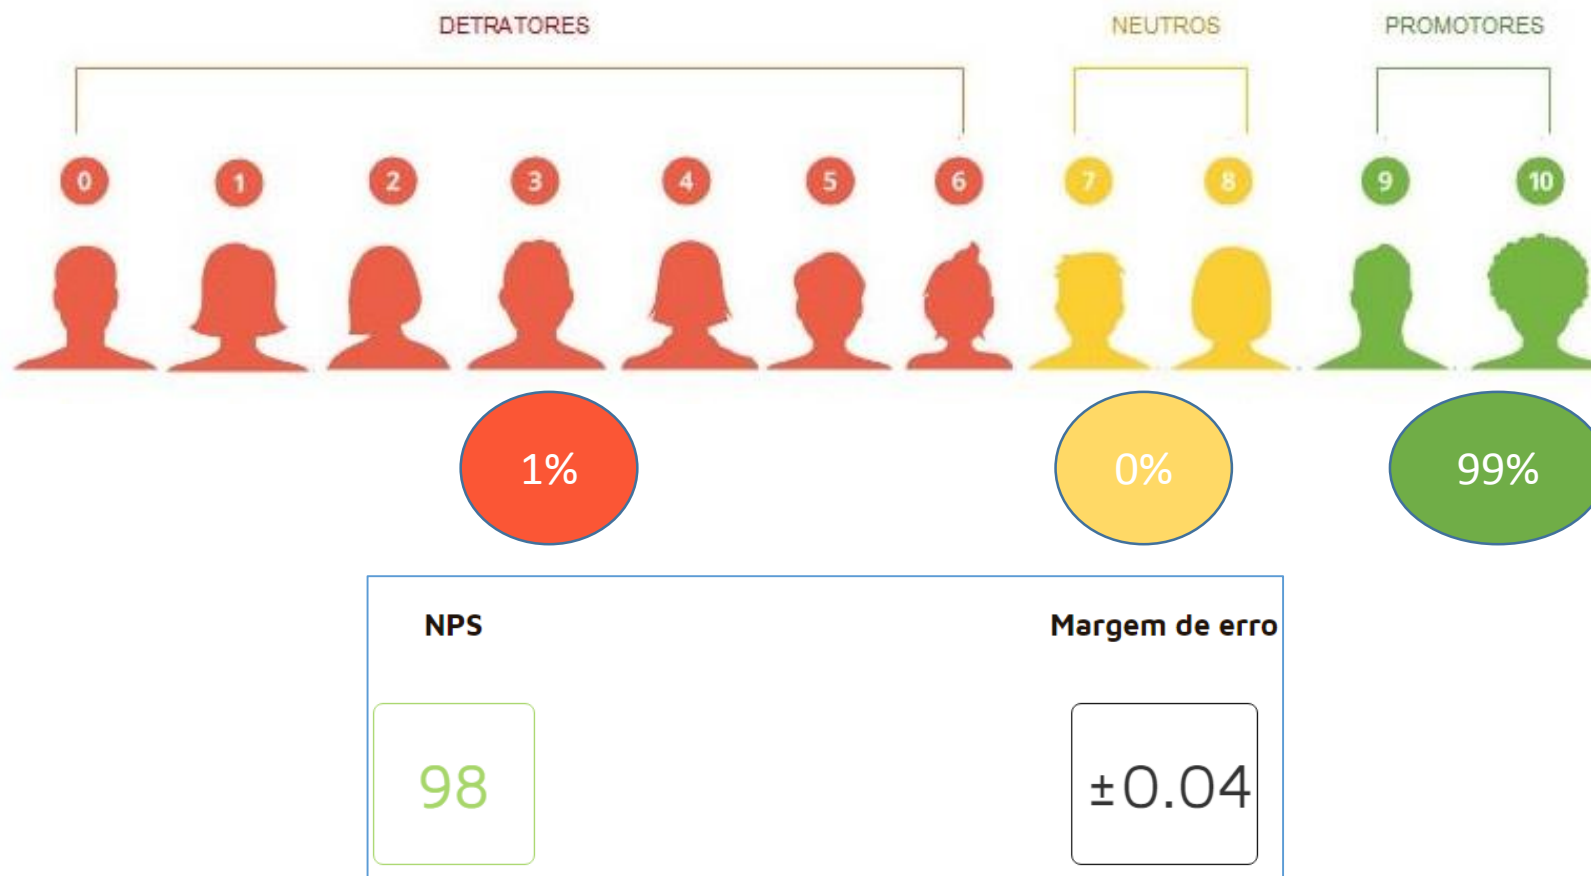 DETRATORES
NEUTROS
PROMOTORES
0 1 2 3 4 5 6 7 8 9 10
1% 0% 99%
NPS
Margem de erro
98
±0.04